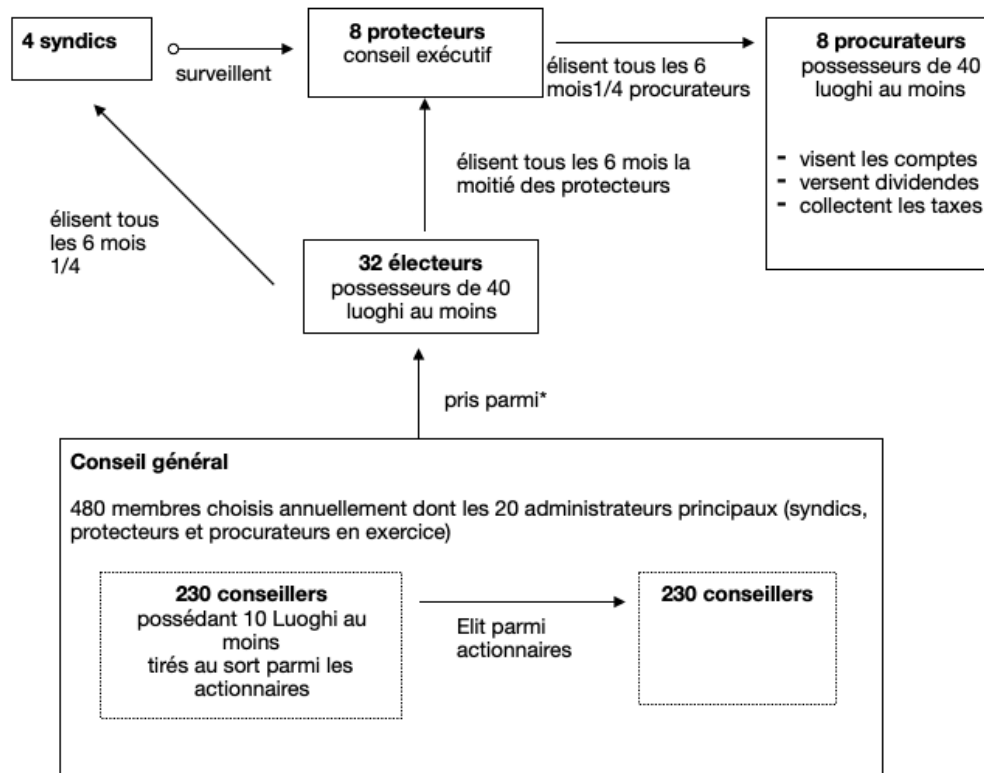 4 syndics
surveillent
8 protecteurs
conseil exécutif
élisent tous les 6
mois1/4 procurateurs
8 procurateurs
possesseurs de 40
luoghi au moins
- visent les comptes
- versent dividendes
- collectent les taxes
élisent tous les 6 mois la
moitié des protecteurs
élisent tous
les 6 mois
1/4
32 électeurs
possesseurs de 40
luoghi au moins
pris parmi*
Conseil général
480 membres choisis annuellement dont les 20 administrateurs principaux (syndics,
protecteurs et procurateurs en exercice)
230 conseillers
possédant 10 Luoghi au
moins
tirés au sort parmi les
actionnaires
Elit parmi
actionnaires
230 conseillers